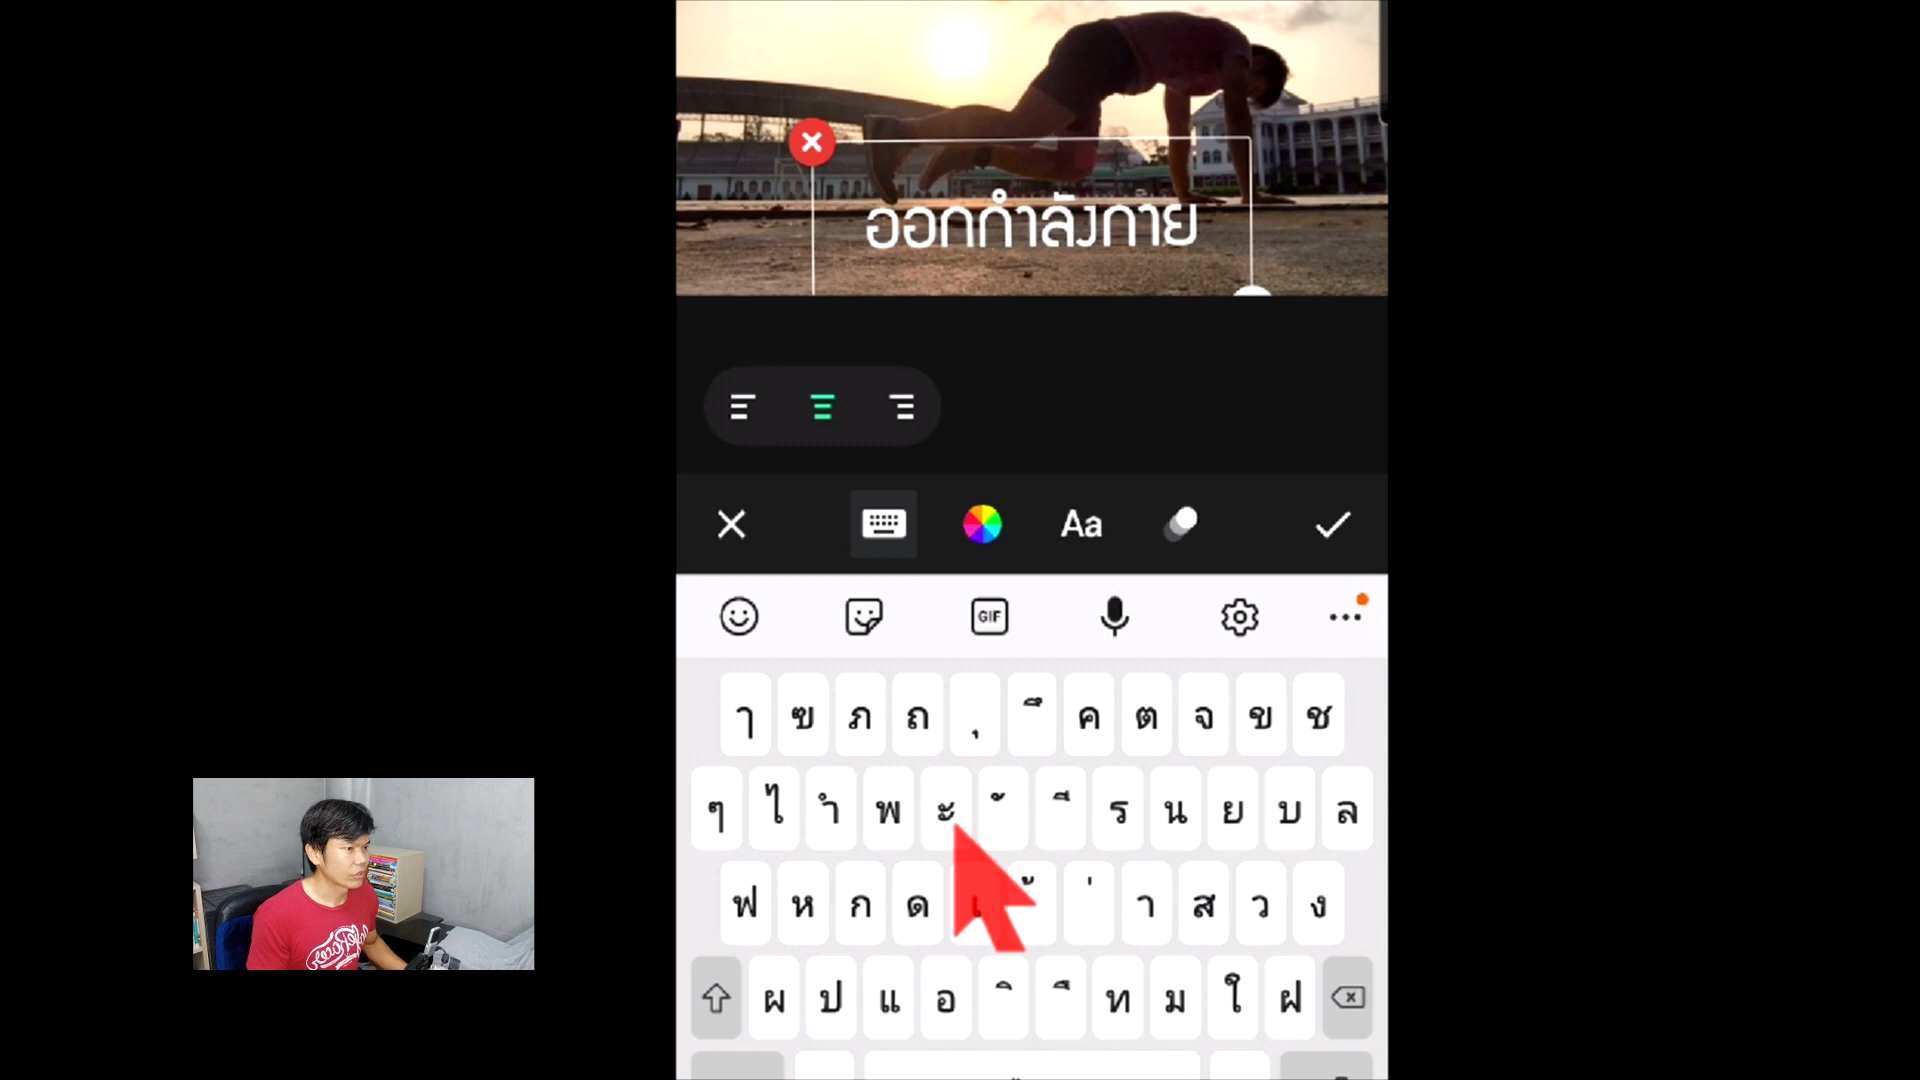 ออกกำลังกาย
Aa
GIF
ๅ ฃ ภ ถ ุ ึ ค ต จ ข ช
ๆ ไ ำ พ ะ ั ี ร น ย บ ล
ฟ ห ก ด เ ้ ่ า ส ว ง
ผ ป แ อ ิ ื ท ม ใ ฝ